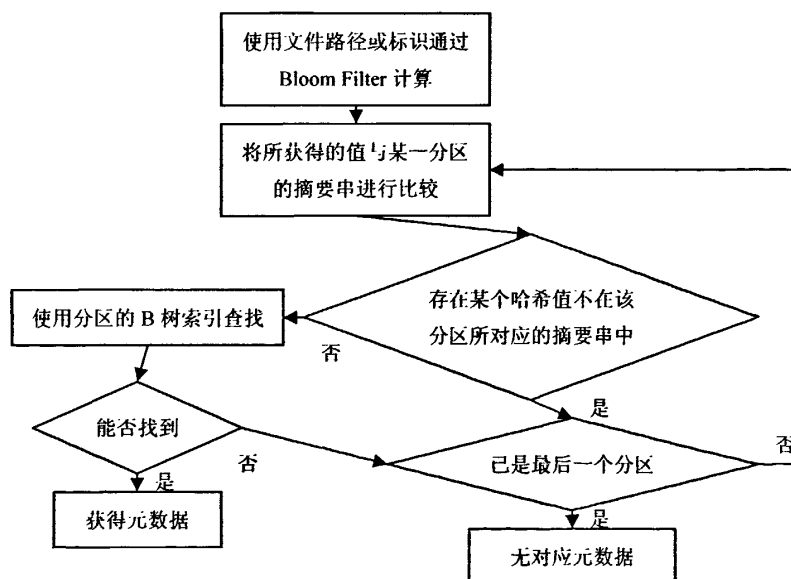 使用文件路径或标识通过
Bloom Filter 计算
将所获得的值与某一分区
的摘要串进行比较
存在某个哈希值不在该
分区所对应的摘要串中
使用分区的 B 树索引查找
否
是
能否找到
否
已是最后一个分区
否
是
获得元数据
是
无对应元数据